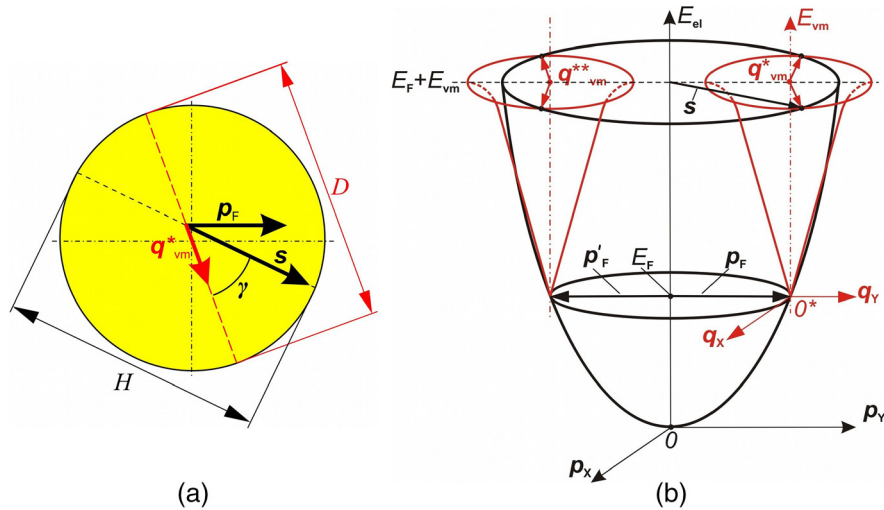 D
p_F
q*_vm
s
γ
H
(a)
E_el
E_vm
q**_vm
q*_vm
E_F+E_vm
s
p'_F
E_F
p_F
q_Y
0*
q_X
p_Y
0
p_X
(b)